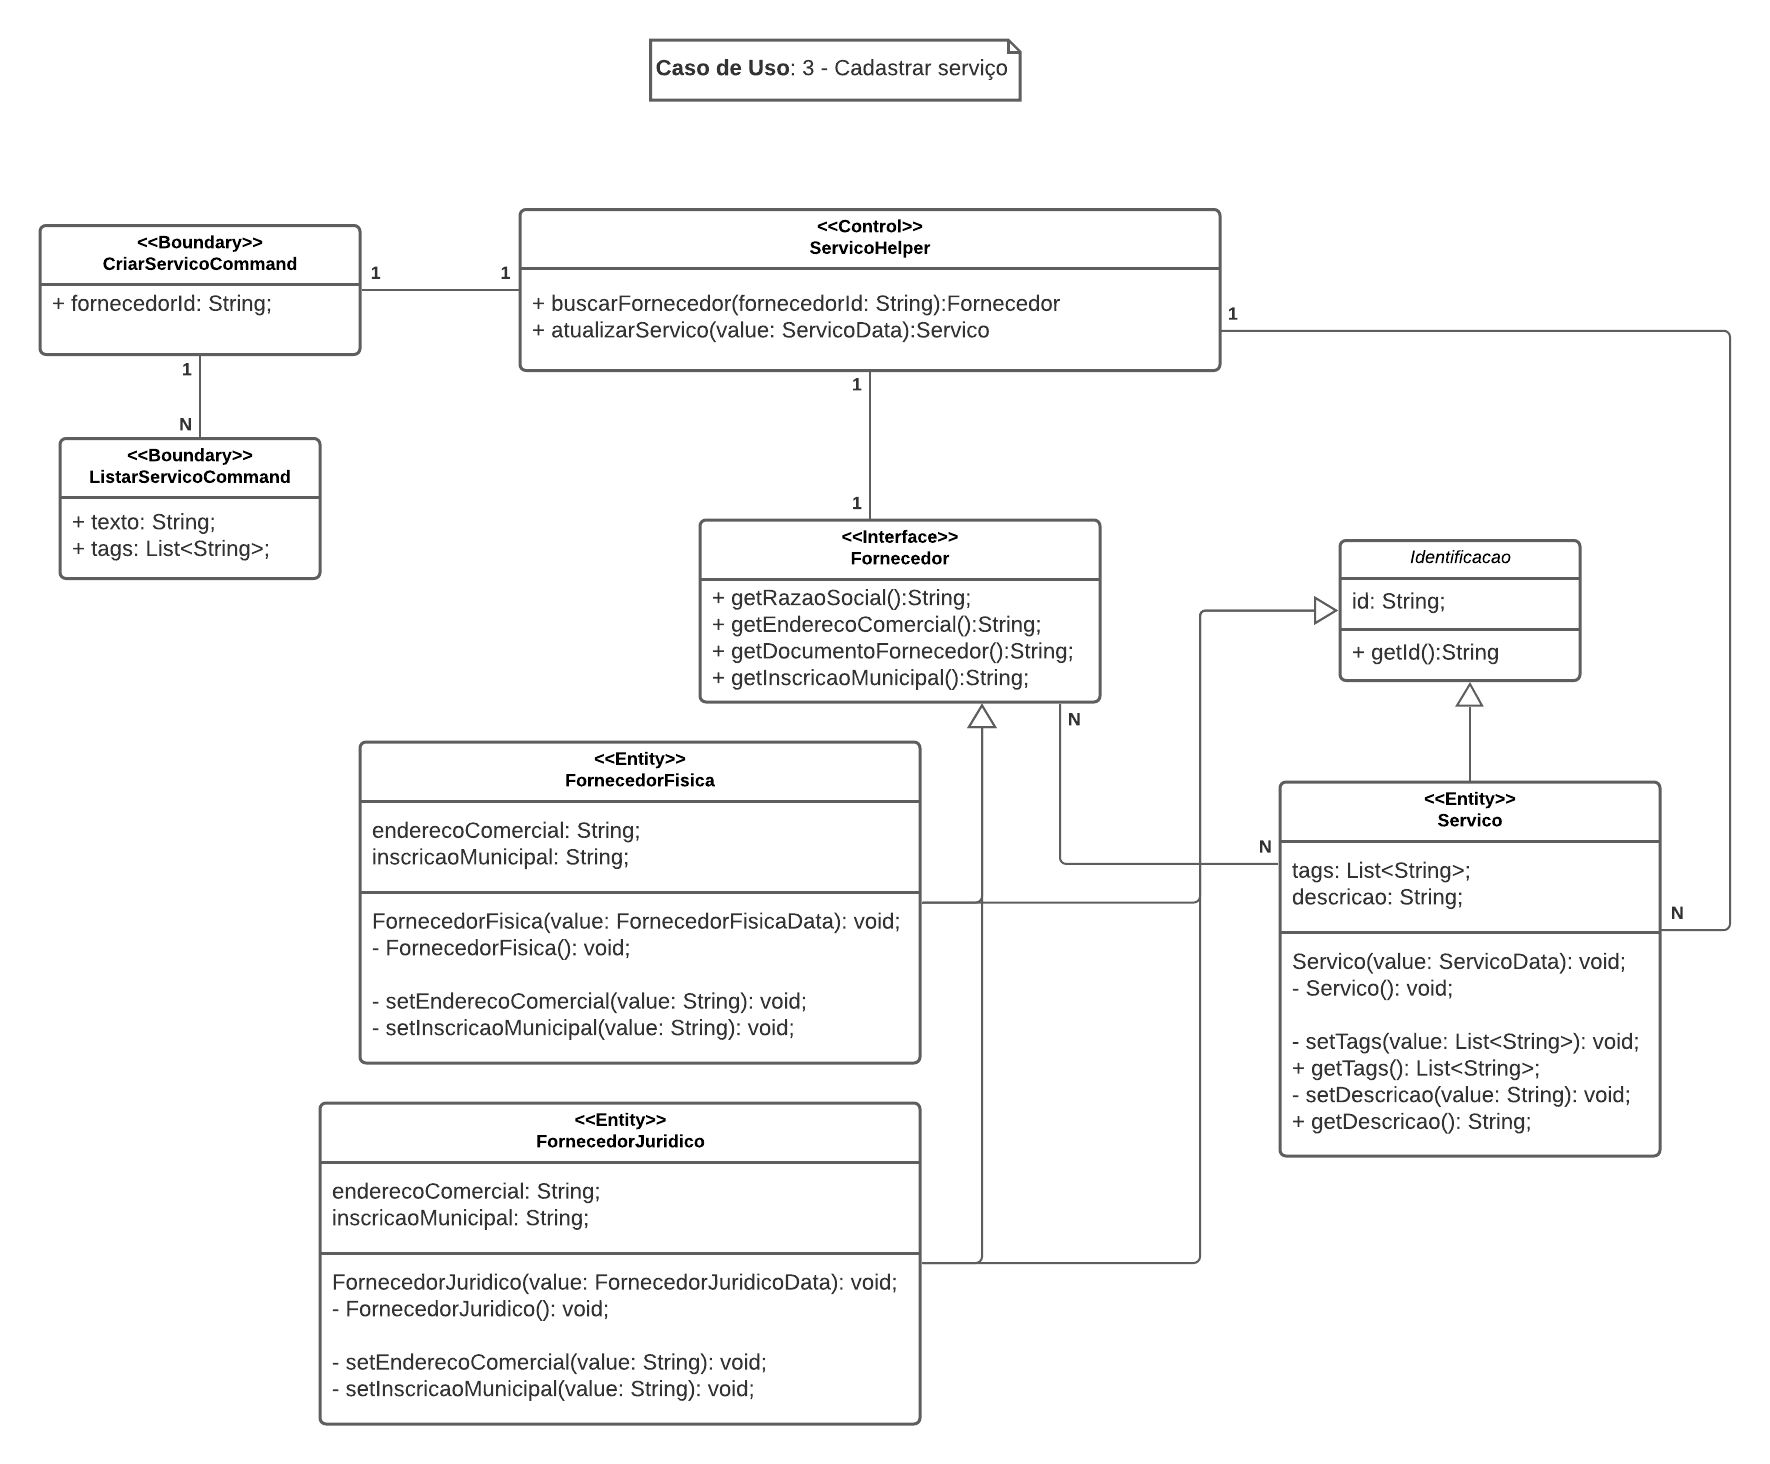 Caso de Uso: 3 - Cadastrar serviço
<<Boundary>>
CriarServicoCommand
+ fornecedorId: String;
1
1
<<Control>>
ServicoHelper
+ buscarFornecedor(fornecedorId: String):Fornecedor
+ atualizarServico(value: ServicoData):Servico
1
1
N
<<Boundary>>
ListarServicoCommand
+ texto: String;
+ tags: List<String>;
1
1
<<Interface>>
Fornecedor
+ getRazaoSocial():String;
+ getEnderecoComercial():String;
+ getDocumentoFornecedor():String;
+ getInscricaoMunicipal():String;
N
Identificacao
id: String;
+ getId():String
<<Entity>>
FornecedorFisica
enderecoComercial: String;
inscricaoMunicipal: String;
FornecedorFisica(value: FornecedorFisicaData): void;
- FornecedorFisica(): void;
- setEnderecoComercial(value: String): void;
- setInscricaoMunicipal(value: String): void;
N
<<Entity>>
Servico
tags: List<String>;
descricao: String;
N
Servico(value: ServicoData): void;
- Servico(): void;
- setTags(value: List<String>): void;
+ getTags(): List<String>;
- setDescricao(value: String): void;
+ getDescricao(): String;
<<Entity>>
FornecedorJuridico
enderecoComercial: String;
inscricaoMunicipal: String;
FornecedorJuridico(value: FornecedorJuridicoData): void;
- FornecedorJuridico(): void;
- setEnderecoComercial(value: String): void;
- setInscricaoMunicipal(value: String): void;